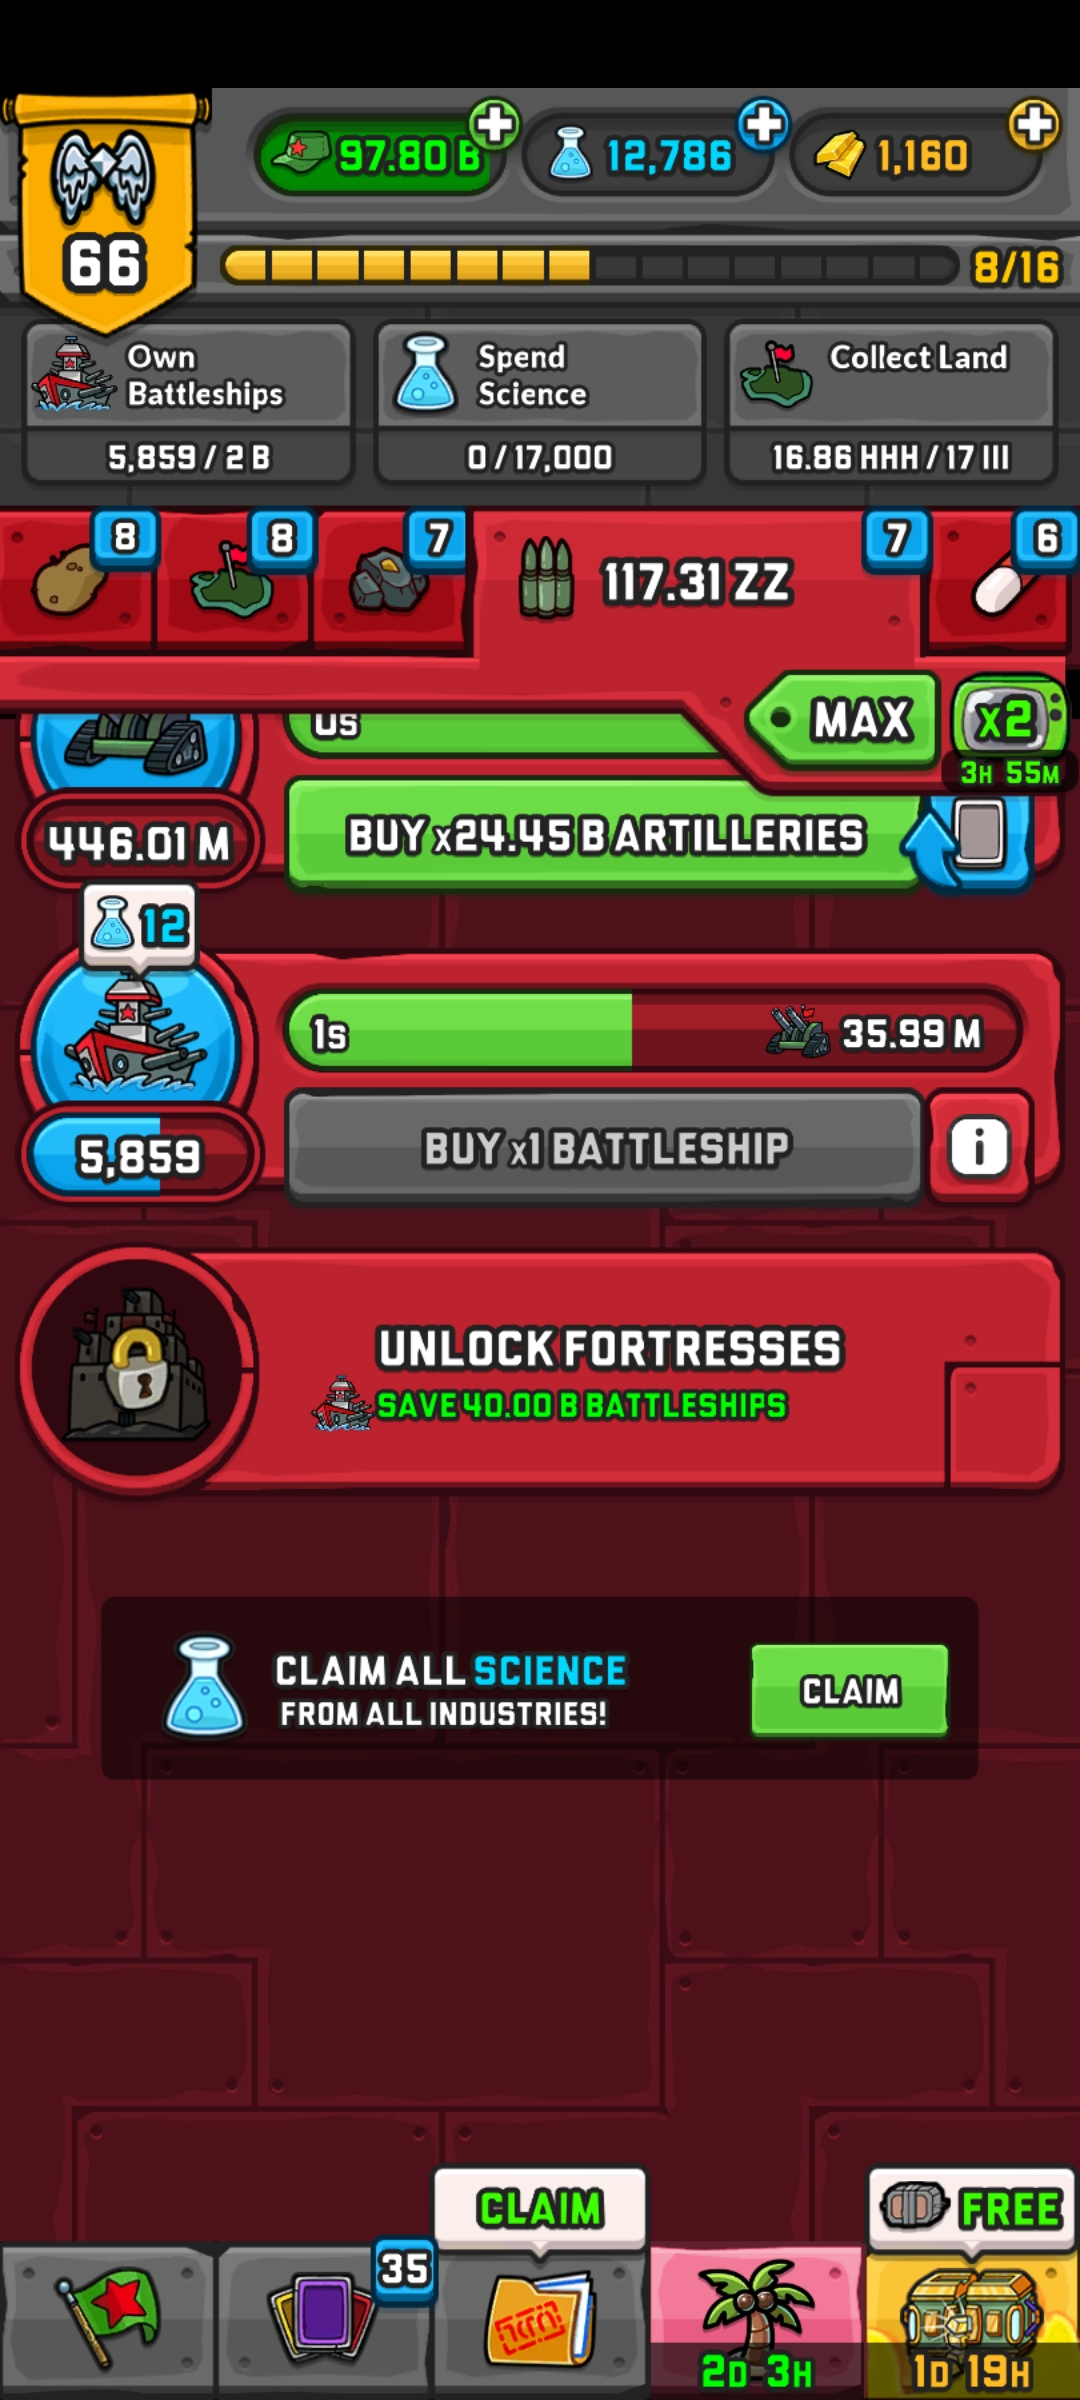 97.80 B
12,786
1,160
66
8/16
Own
Battleships
5,859 / 2 B
Spend
Science
0 / 17,000
Collect Land
16.86 HHH / 17 III
8
8
7
117.31 ZZ
7
6
MAX
x2
3H 55M
0s
446.01 M
BUY x24.45 B ARTILLERIES
12
1s
35.99 M
5,859
BUY x1 BATTLESHIP
i
UNLOCK FORTRESSES
SAVE 40.00 B BATTLESHIPS
CLAIM ALL SCIENCE
FROM ALL INDUSTRIES!
CLAIM
CLAIM
FREE
35
2D 3H
1D 19H